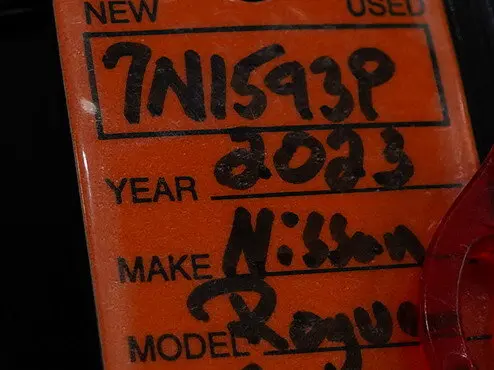 NEW USED
7N1593P
YEAR 2023
MAKE Nissan
MODEL Rogue